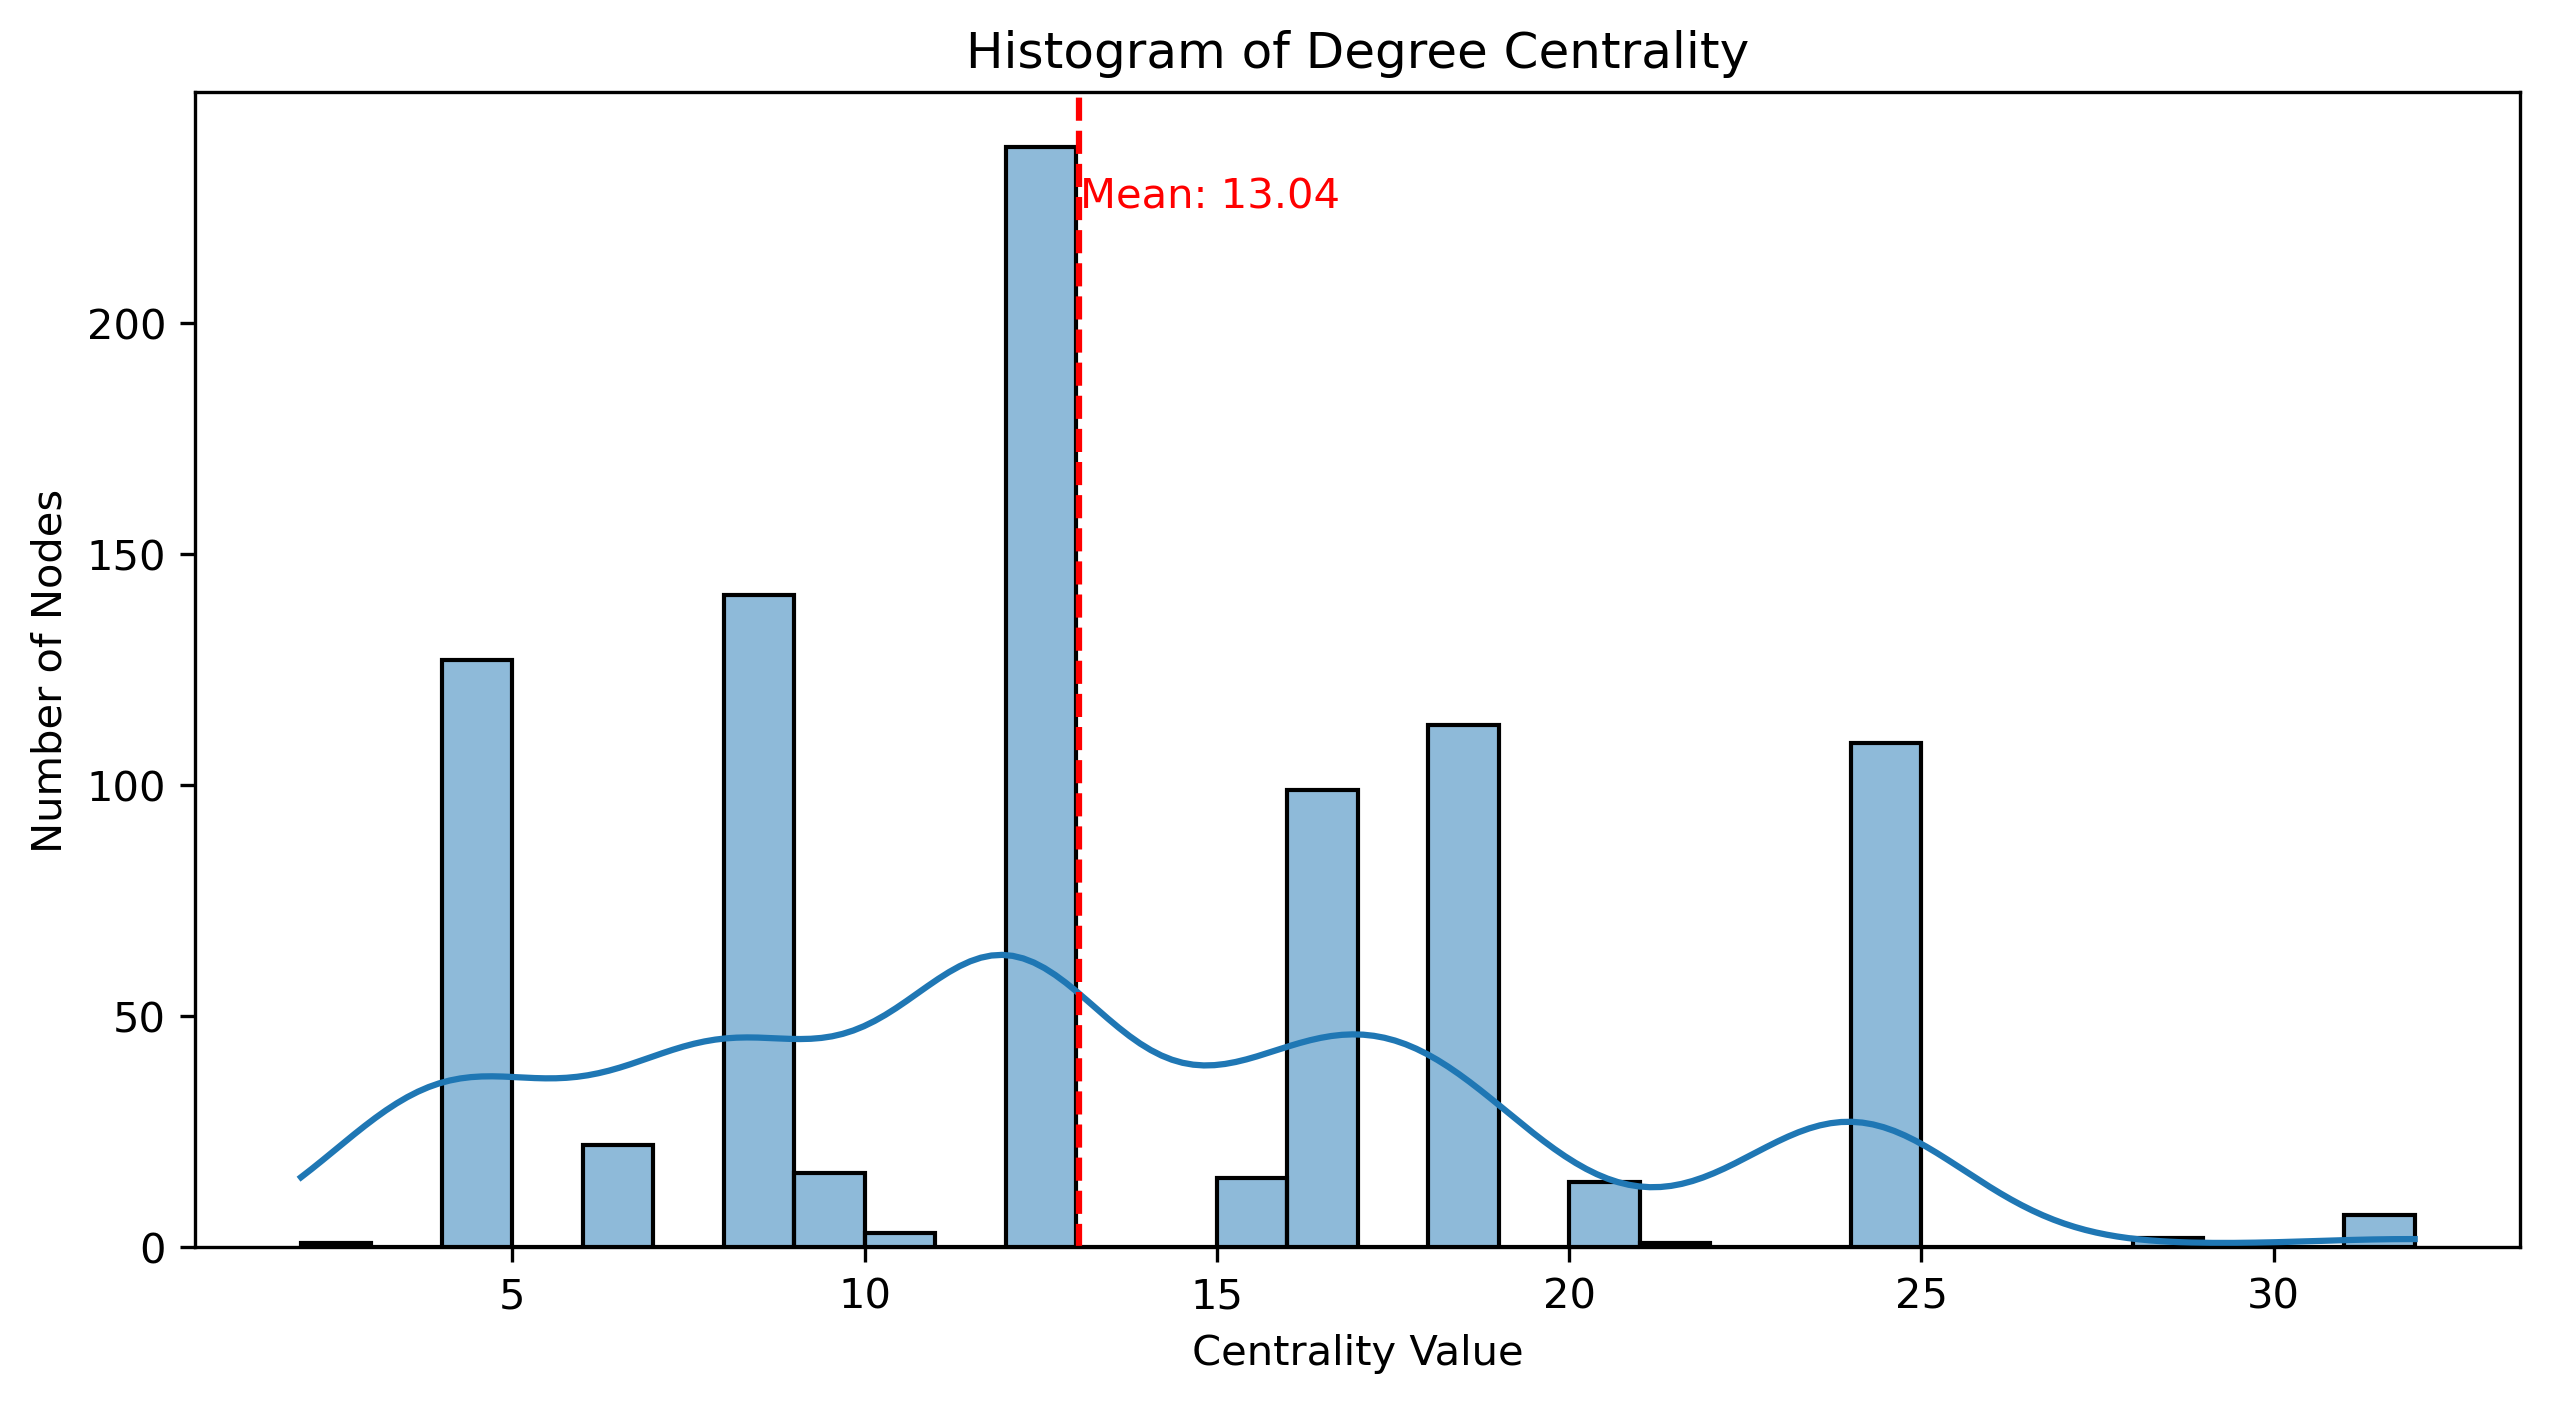 Histogram of Degree Centrality
Mean: 13.04
Number of Nodes
200
150
100
50
0
5 10 15 20 25 30
Centrality Value